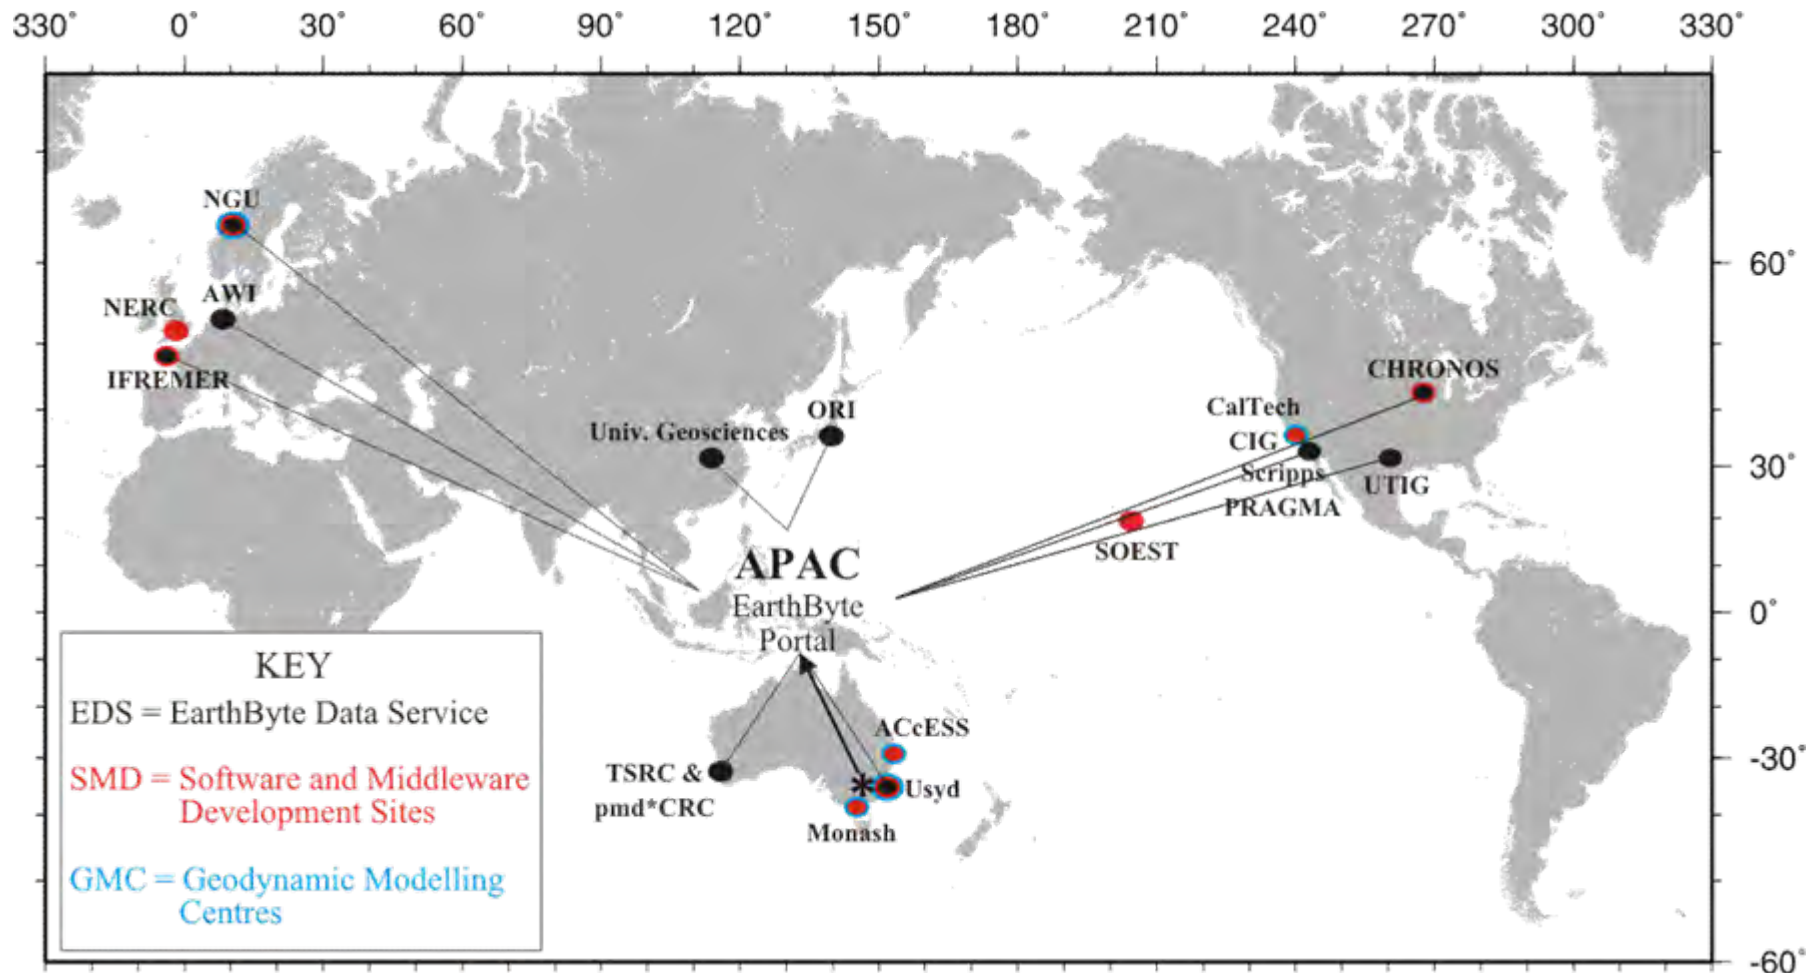 330° 0° 30° 60° 90° 120° 150° 180° 210° 240° 270° 300° 330°
NGU
60°
NERC
AWI
IFREMER
CHRONOS
CalTech
ORI
Univ. Geosciences
CIG
30°
Scripps
UTIG
PRAGMA
SOEST
APAC
EarthByte
Portal
0°
KEY
EDS = EarthByte Data Service
SMD = Software and Middleware
Development Sites
GMC = Geodynamic Modelling
Centres
ACcESS
-30°
TSRC &
pmd*CRC
*
Usyd
Monash
-60°